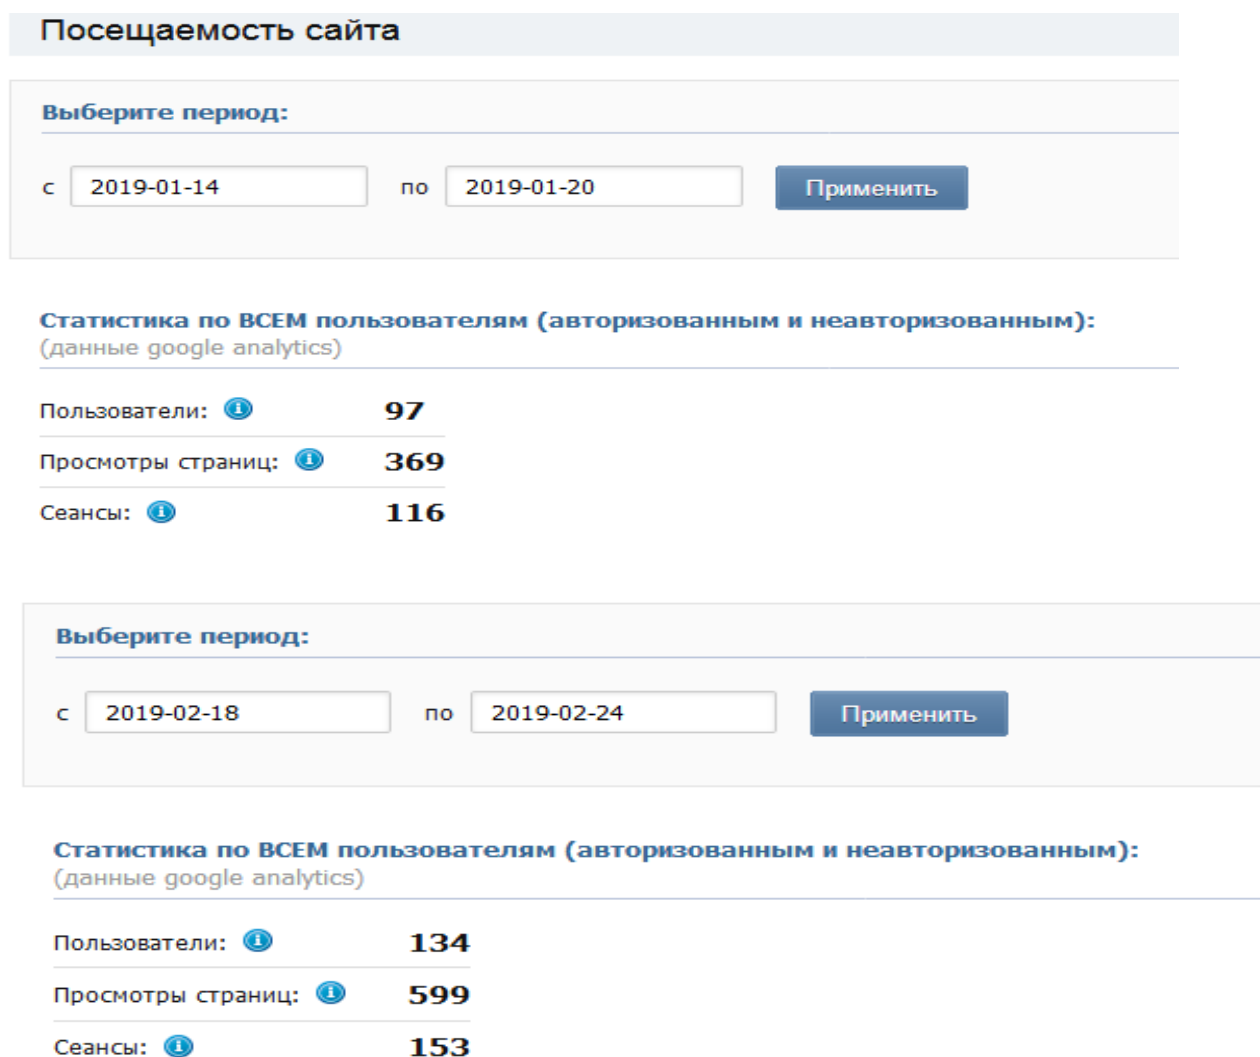 Посещаемость сайта
Выберите период:
с 2019-01-14 по 2019-01-20 Применить
Статистика по ВСЕМ пользователям (авторизованным и неавторизованным):
(данные google analytics)
Пользователи: 97
Просмотры страниц: 369
Сеансы: 116
Выберите период:
с 2019-02-18 по 2019-02-24 Применить
Статистика по ВСЕМ пользователям (авторизованным и неавторизованным):
(данные google analytics)
Пользователи: 134
Просмотры страниц: 599
Сеансы: 153